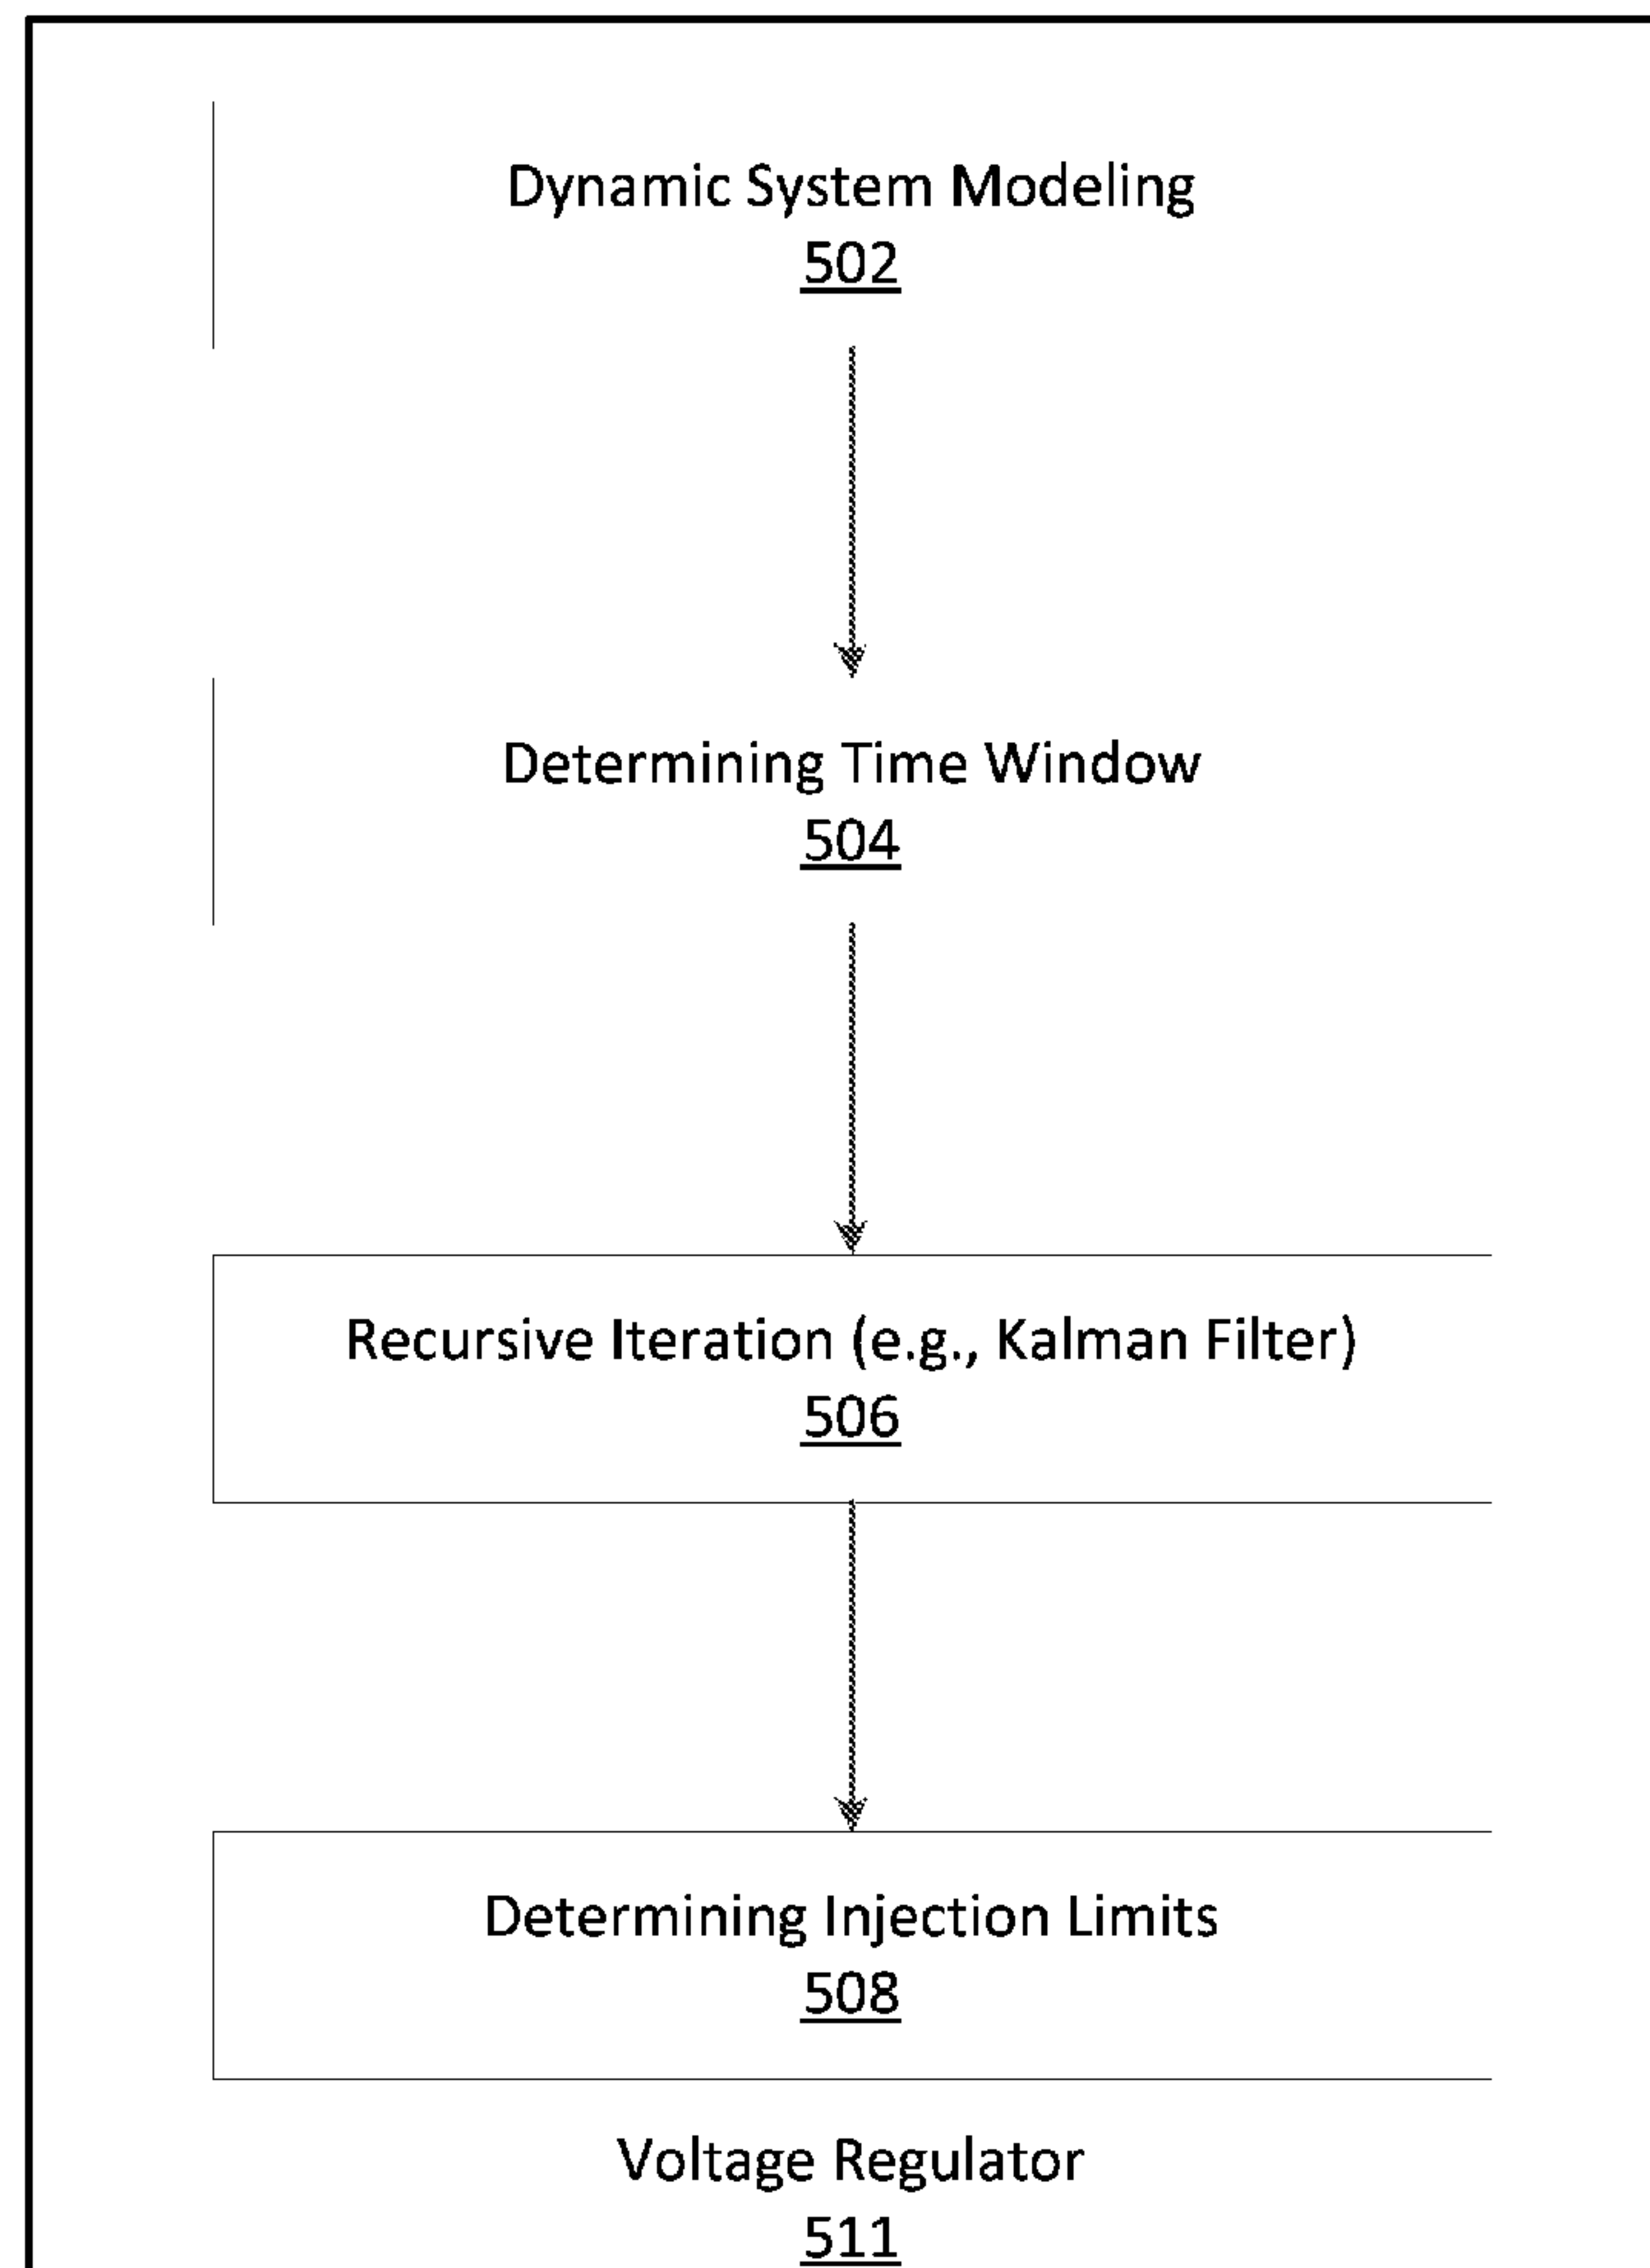 Dynamic System Modeling
502
Determining Time Window
504
Recursive Iteration (e.g., Kalman Filter)
506
Determining Injection Limits
508
Voltage Regulator
511